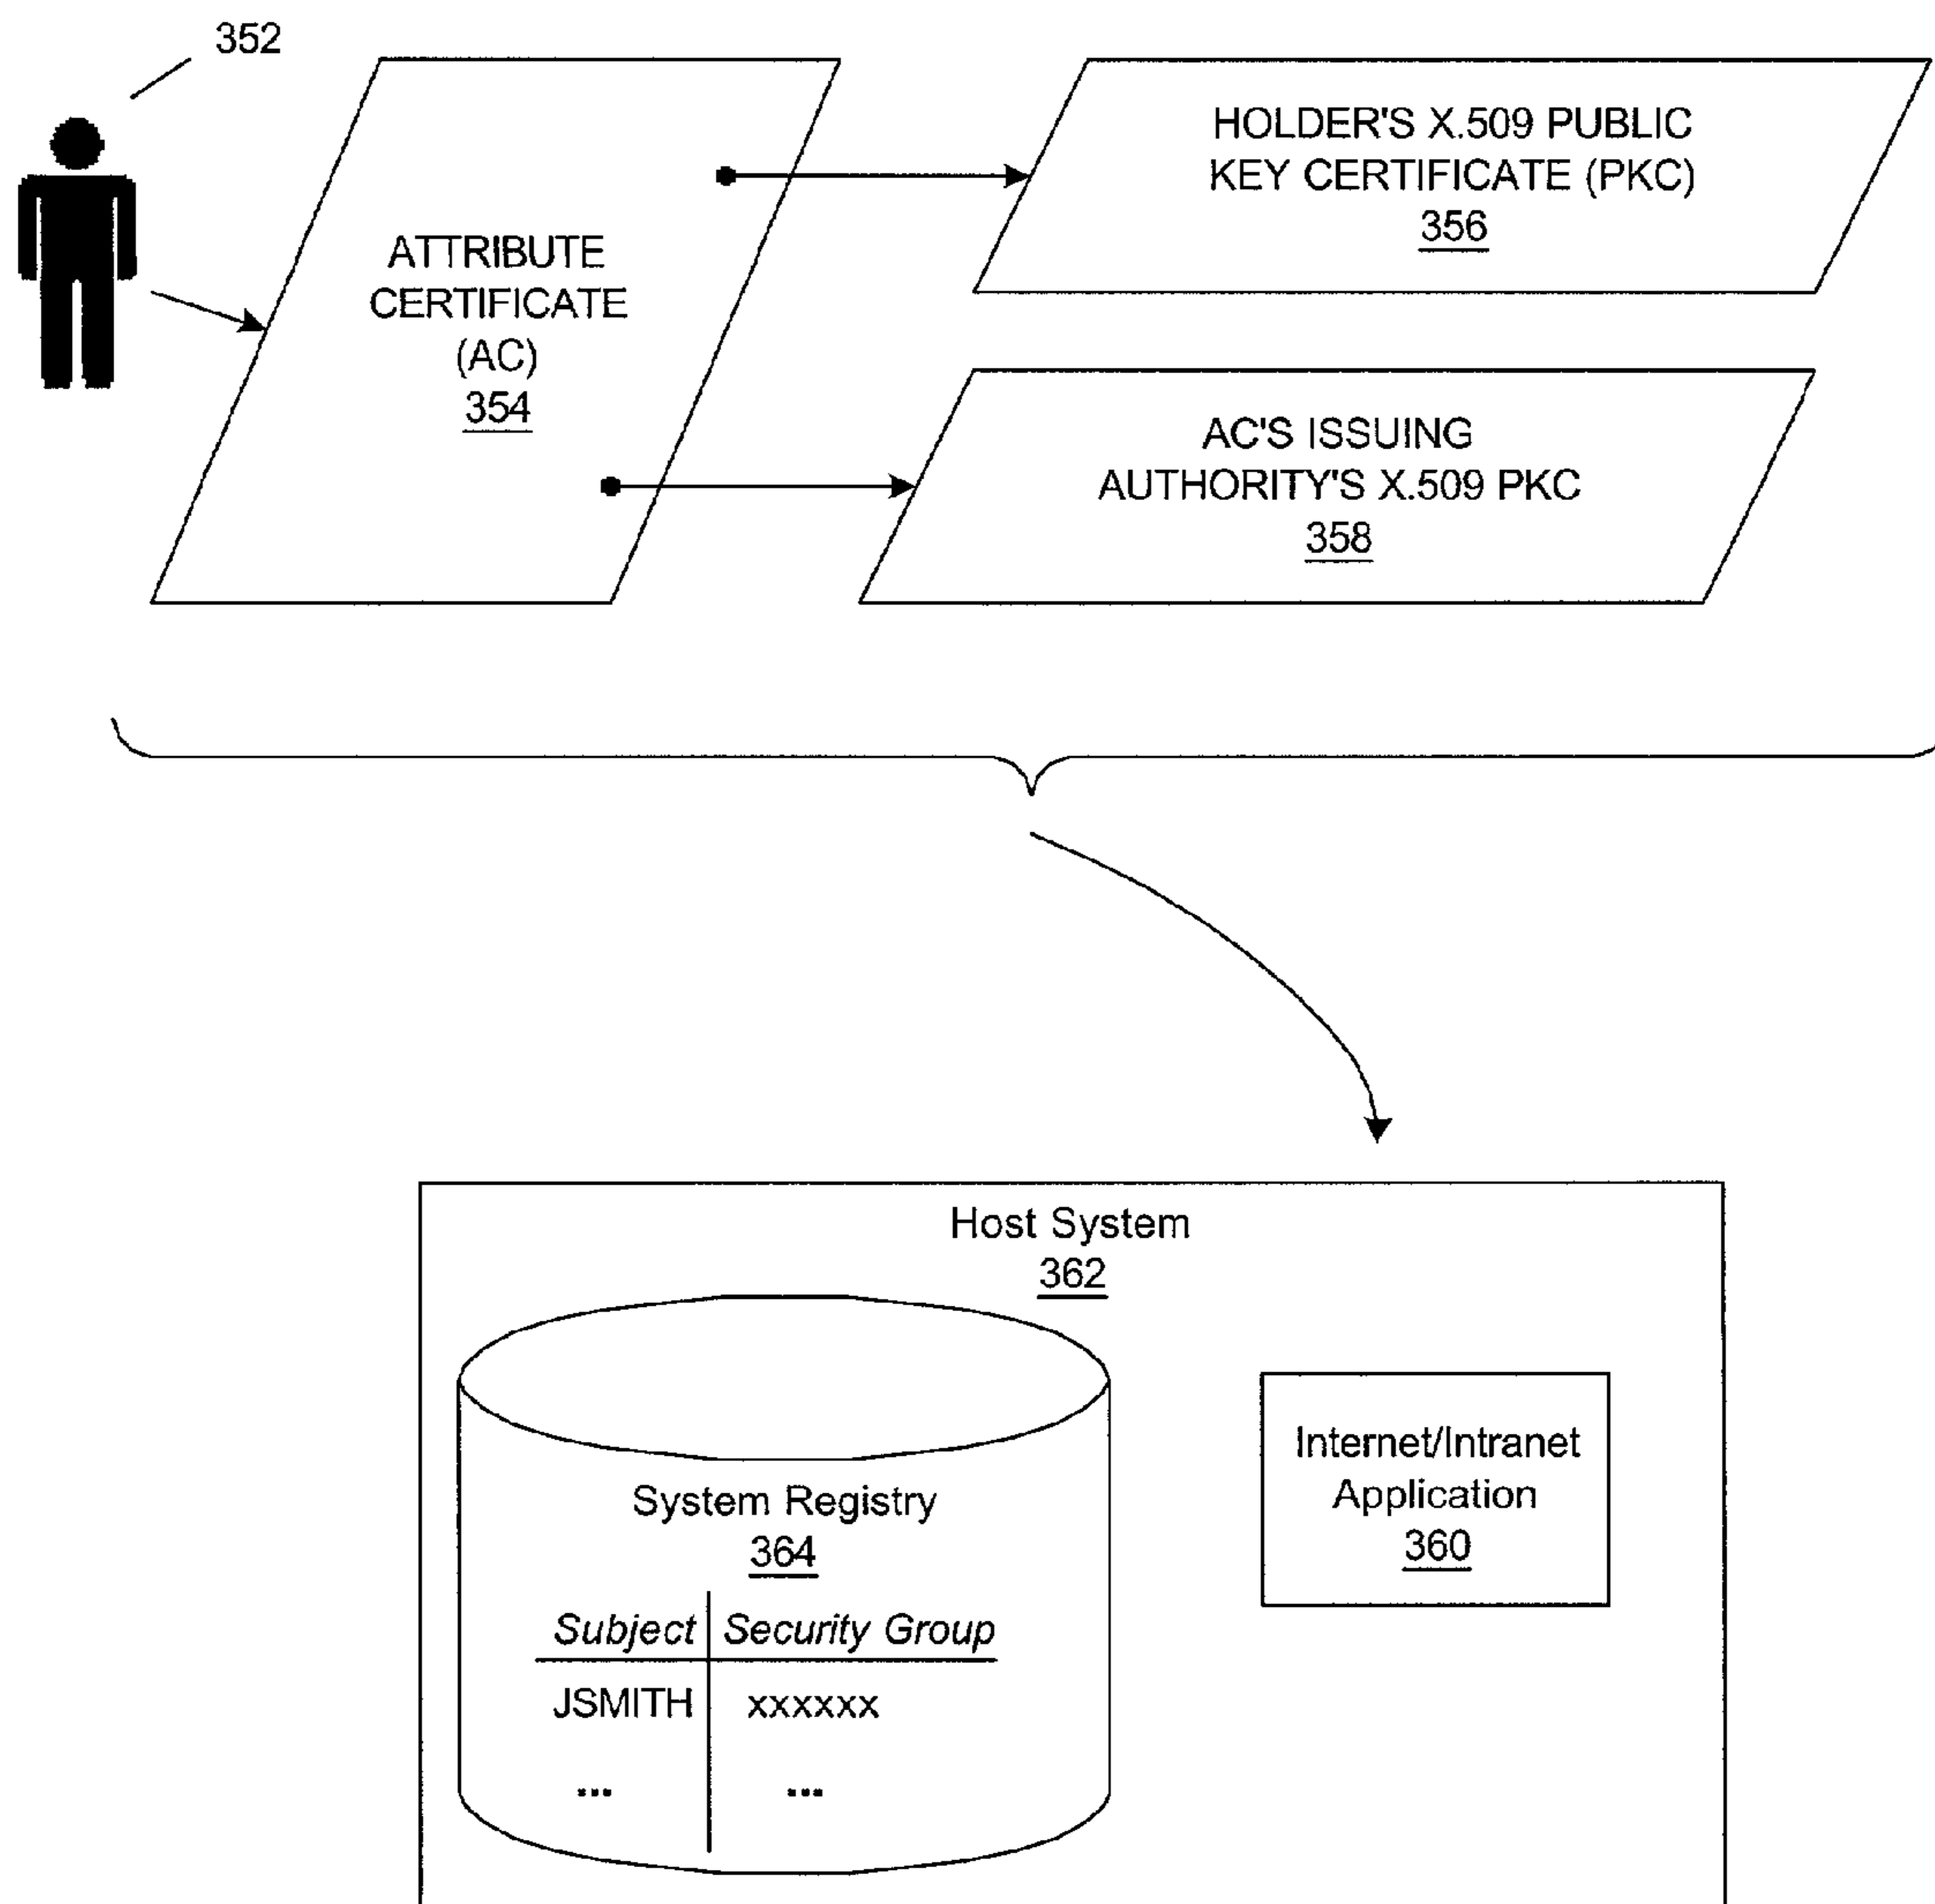 352
ATTRIBUTE
CERTIFICATE
(AC)
354
HOLDER'S X.509 PUBLIC
KEY CERTIFICATE (PKC)
356
AC'S ISSUING
AUTHORITY'S X.509 PKC
358
Host System
362
System Registry
364
Subject Security Group
JSMITH xxxxxx
... ...
Internet/Intranet
Application
360